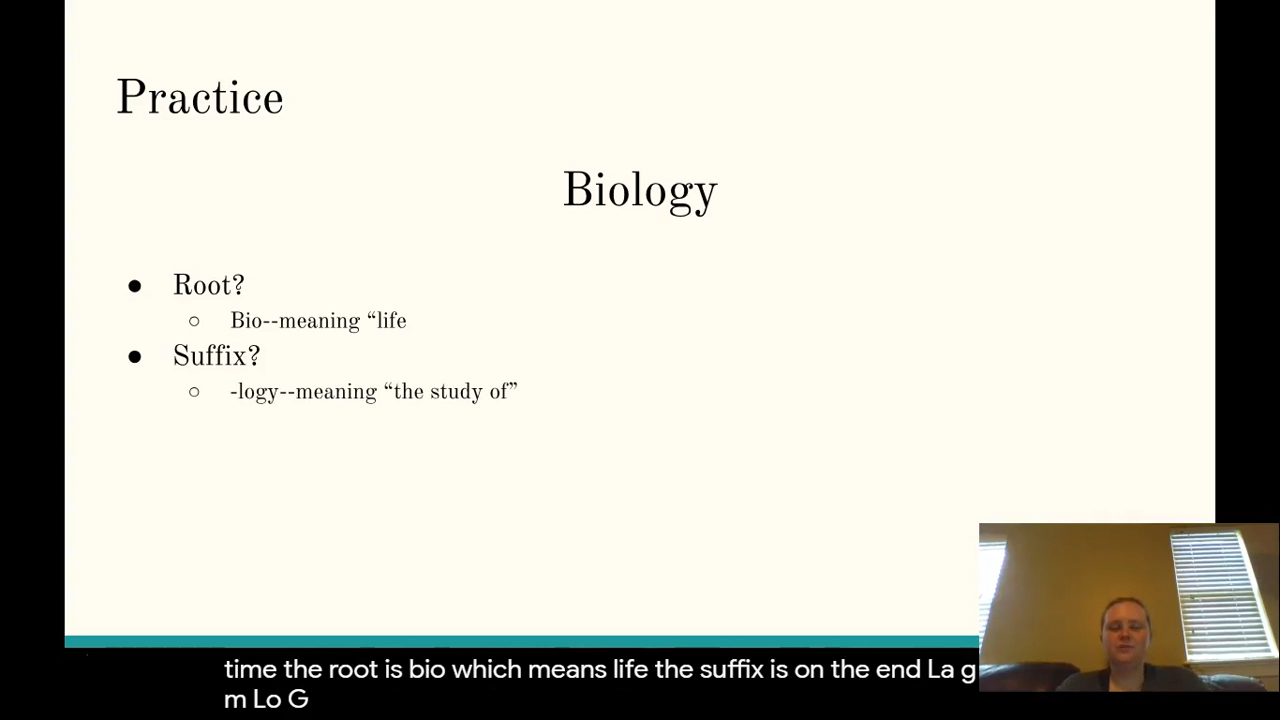 Practice
Biology
● Root?
○ Bio--meaning “life
● Suffix?
○ -logy--meaning “the study of”
time the root is bio which means life the suffix is on the end La g
m Lo G